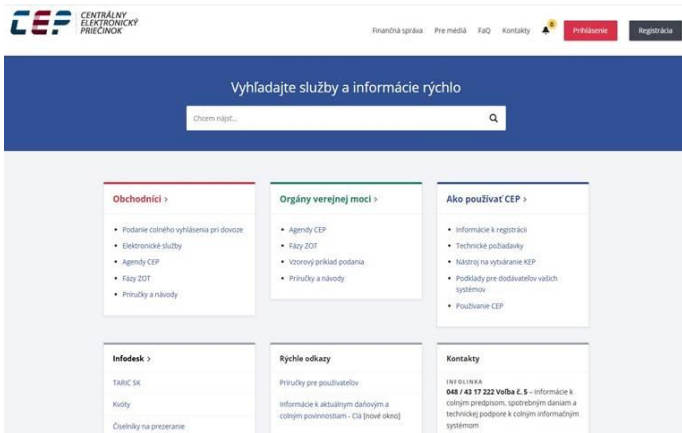 CEP CENTRÁLNY
ELEKTRONICKÝ
PRIEČINOK
Finančná správa Pre médiá FaQ Kontakty 8 Prihlásenie Registrácia
Vyhľadajte služby a informácie rýchlo
Chcem nájsť...
Obchodníci >
Podanie colného vyhlásenia pri dovoze
Elektronické služby
Agendy CEP
Fázy ZOT
Príručky a návody
Orgány verejnej moci >
Agendy CEP
Fázy ZOT
Vzorový príklad podania
Príručky a návody
Ako používať CEP >
Informácie k registrácii
Technické požiadavky
Nástroj na vytváranie KEP
Podklady pre dodávateľov vašich
systémov
Používanie CEP
Infodesk >
TARIC SK
Kvóty
Číselníky na prezeranie
Rýchle odkazy
Príručky pre používateľov
Informácie k aktuálnym daňovým a
colným povinnostiam - Clá [nové okno]
Kontakty
INFOLINKA
048 / 43 17 222 Voľba č. 5 – informácie k
colným predpisom, spotrebným daniam a
technickej podpore k colným informačným
systémom